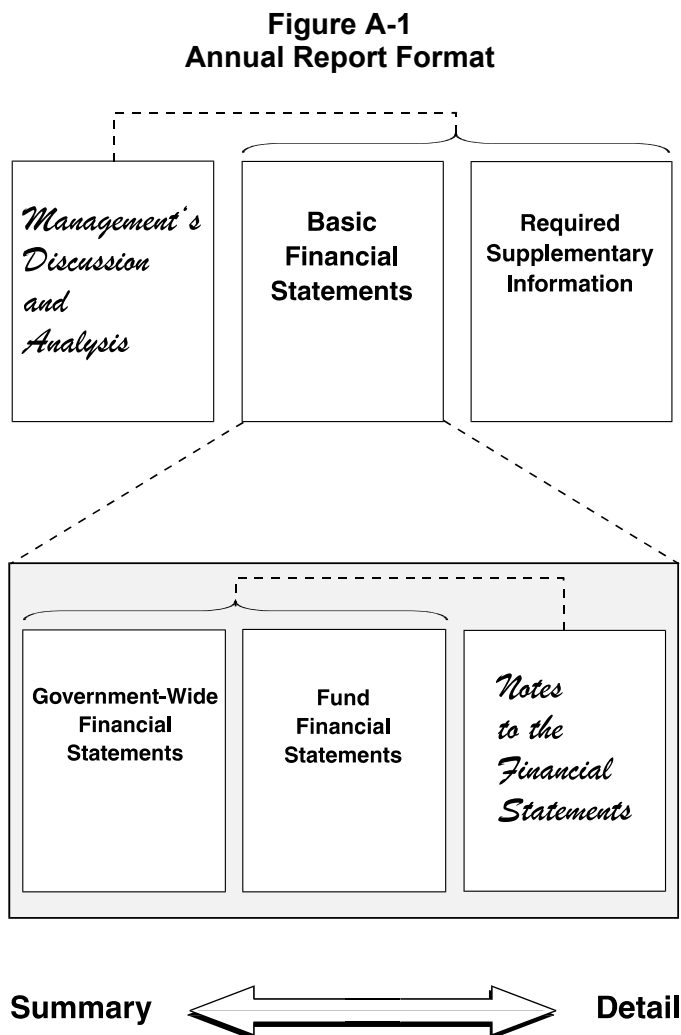 Figure A-1
Annual Report Format
Management's
Discussion
and
Analysis
Basic
Financial
Statements
Required
Supplementary
Information
Government-Wide
Financial
Statements
Fund
Financial
Statements
Notes
to the
Financial
Statements
Summary
Detail